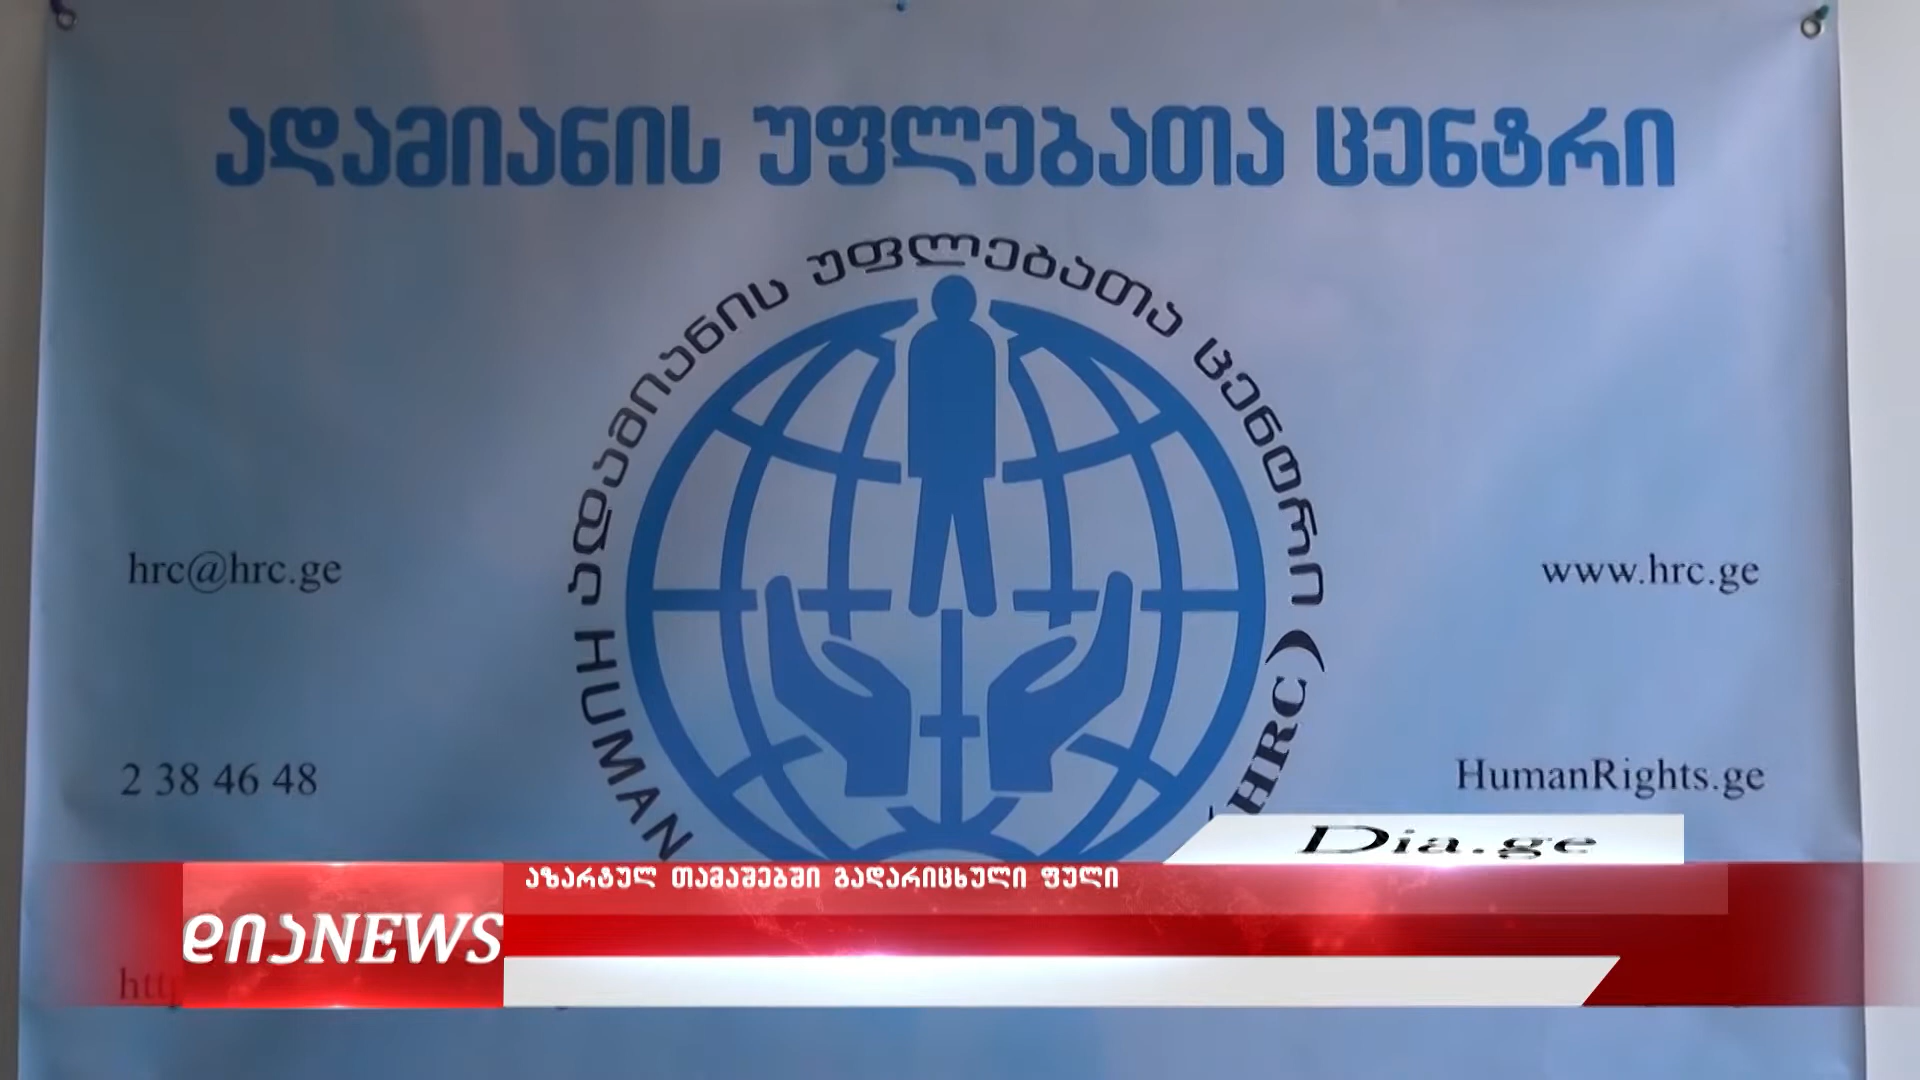 ადამიანის უფლებათა ცენტრი
ადამიანის უფლებათა ცენტრი
HUMAN
HRC)
hrc@hrc.ge
www.hrc.ge
2 38 46 48
HumanRights.ge
Dia.ge
აზარტულ თამაშებში გადარიცხული ფული
დიაNEWS